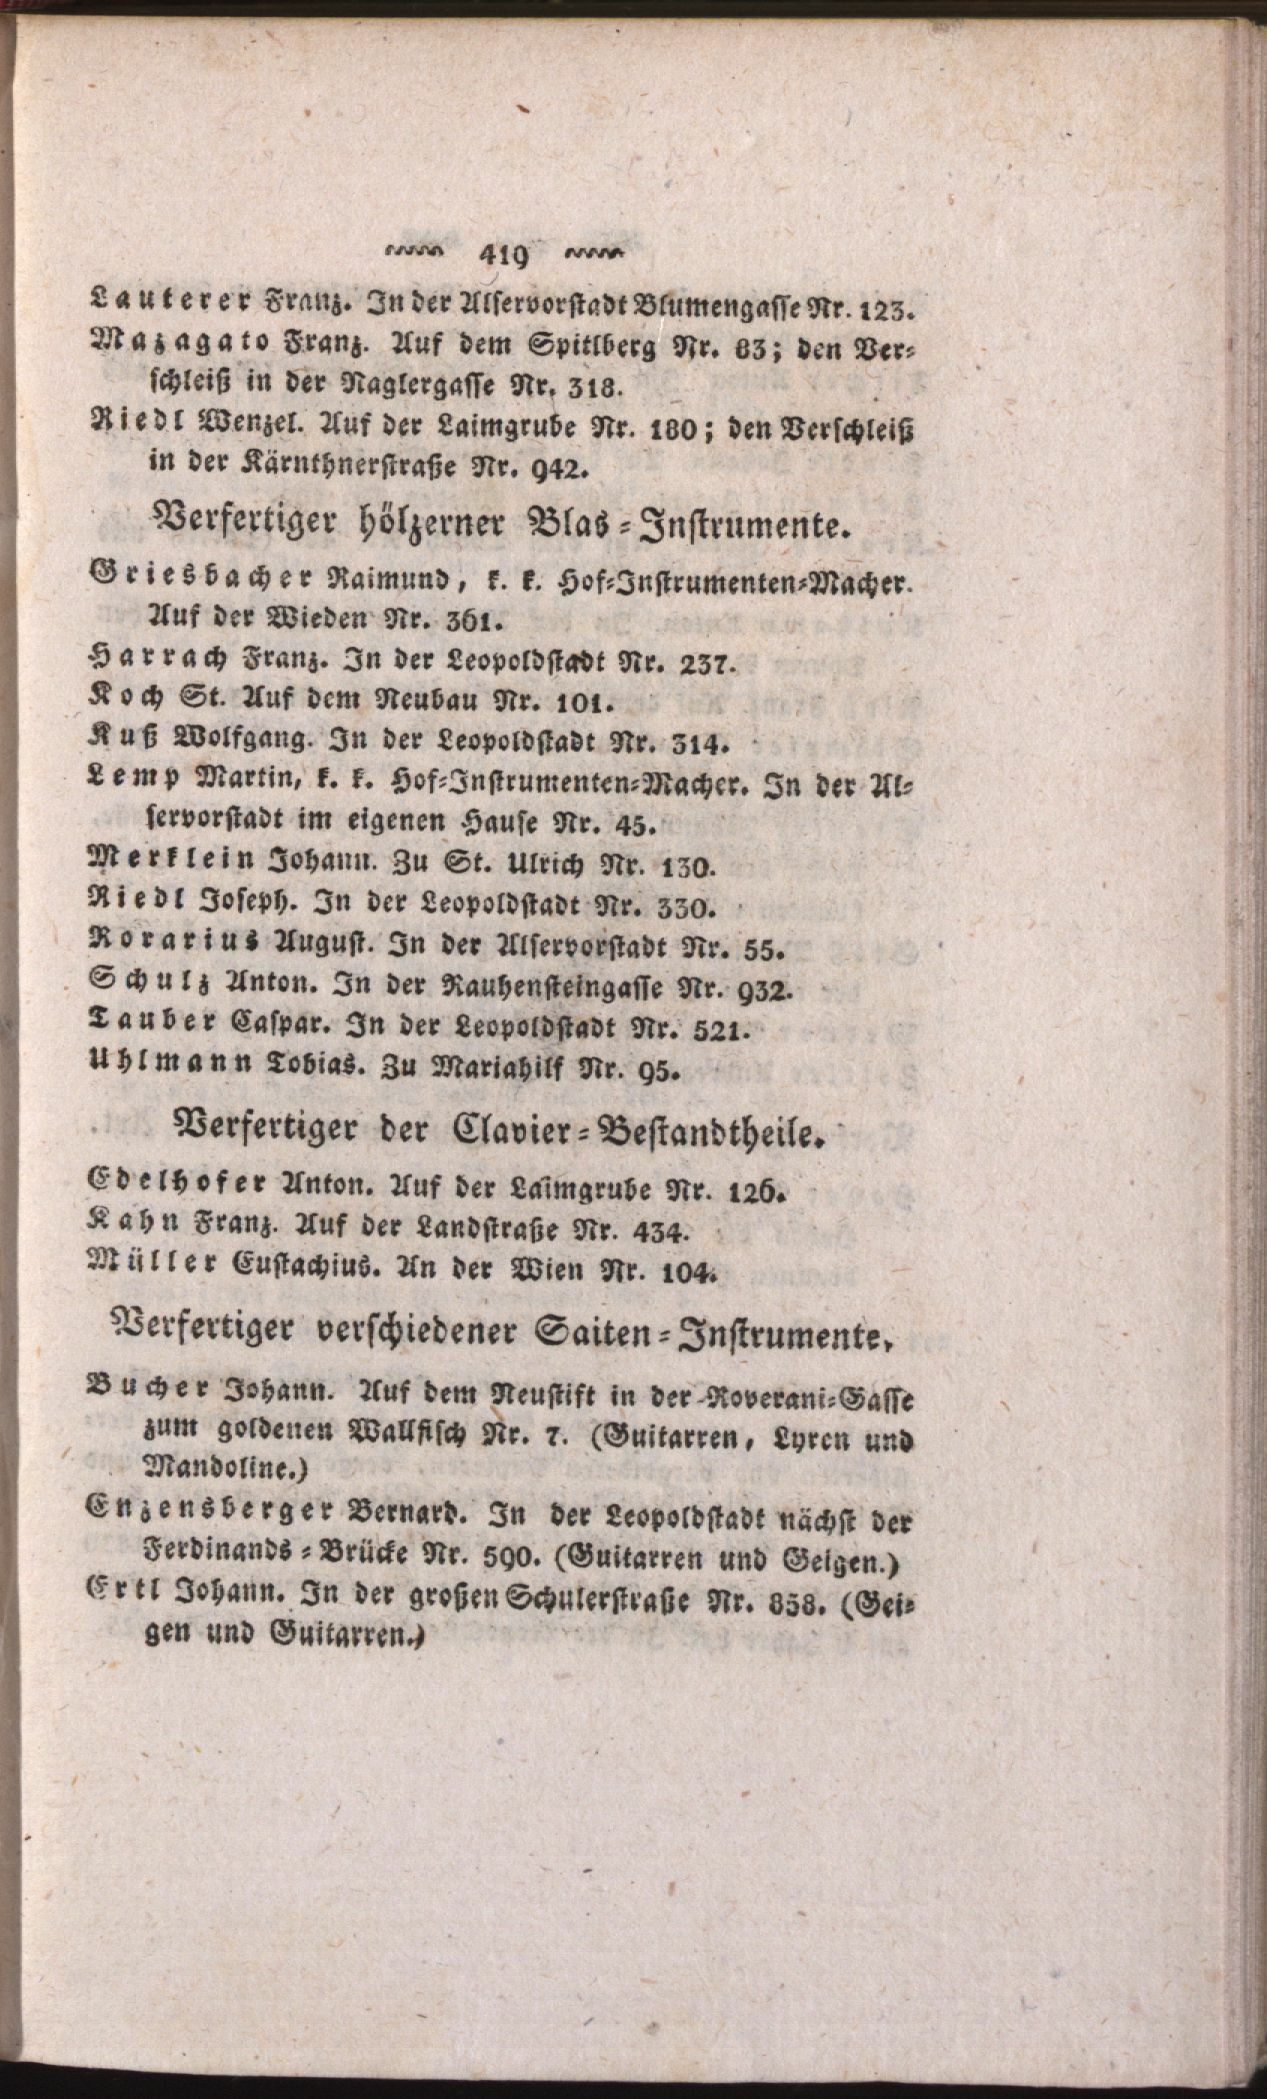 419
Lauterer Franz. In der Alservorstadt Blumengasse Nr. 123.
Mazagato Franz. Auf dem Spitlberg Nr. 83; den Ver-
schleiß in der Naglergasse Nr. 318.
Riedl Wenzel. Auf der Laimgrube Nr. 180; den Verschleiß
in der Kärnthnerstraße Nr. 942.
Verfertiger hölzerner Blas-Instrumente.
Griesbacher Raimund, k. k. Hof-Instrumenten-Macher.
Auf der Wieden Nr. 361.
Harrach Franz. In der Leopoldstadt Nr. 237.
Koch St. Auf dem Neubau Nr. 101.
Kuß Wolfgang. In der Leopoldstadt Nr. 314.
Lemp Martin, k. k. Hof-Instrumenten-Macher. In der Al-
servorstadt im eigenen Hause Nr. 45.
Merklein Johann. Zu St. Ulrich Nr. 130.
Riedl Joseph. In der Leopoldstadt Nr. 330.
Rorarius August. In der Alservorstadt Nr. 55.
Schulz Anton. In der Rauhensteingasse Nr. 932.
Tauber Caspar. In der Leopoldstadt Nr. 521.
Uhlmann Tobias. Zu Mariahilf Nr. 95.
Verfertiger der Clavier-Bestandtheile.
Edelhofer Anton. Auf der Laimgrube Nr. 126.
Kahn Franz. Auf der Landstraße Nr. 434.
Müller Eustachius. An der Wien Nr. 104.
Verfertiger verschiedener Saiten-Instrumente.
Bucher Johann. Auf dem Neustift in der Roverani-Gasse
zum goldenen Wallfisch Nr. 7. (Guitarren, Lyren und
Mandoline.)
Enzensberger Bernard. In der Leopoldstadt nächst der
Ferdinands-Brücke Nr. 590. (Guitarren und Geigen.)
Ertl Johann. In der großen Schulerstraße Nr. 858. (Gei-
gen und Guitarren.)